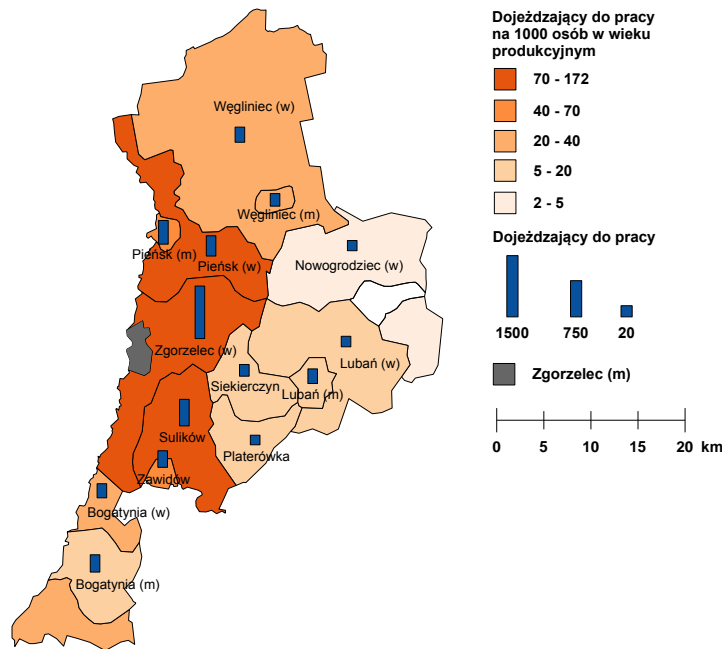 Dojeżdzający do pracy
na 1000 osób w wieku
produkcyjnym
70 - 172
40 - 70
20 - 40
5 - 20
2 - 5
Dojeżdzający do pracy
1500
750
20
Zgorzelec (m)
0 5 10 15 20 km
Węgliniec (w)
Węgliniec (m)
Pieńsk (m)
Pieńsk (w)
Nowogrodziec (w)
Zgorzelec (w)
Lubań (w)
Siekierczyn
Lubań (m)
Sulików
Platerówka
Zawidów
Bogatynia (w)
Bogatynia (m)